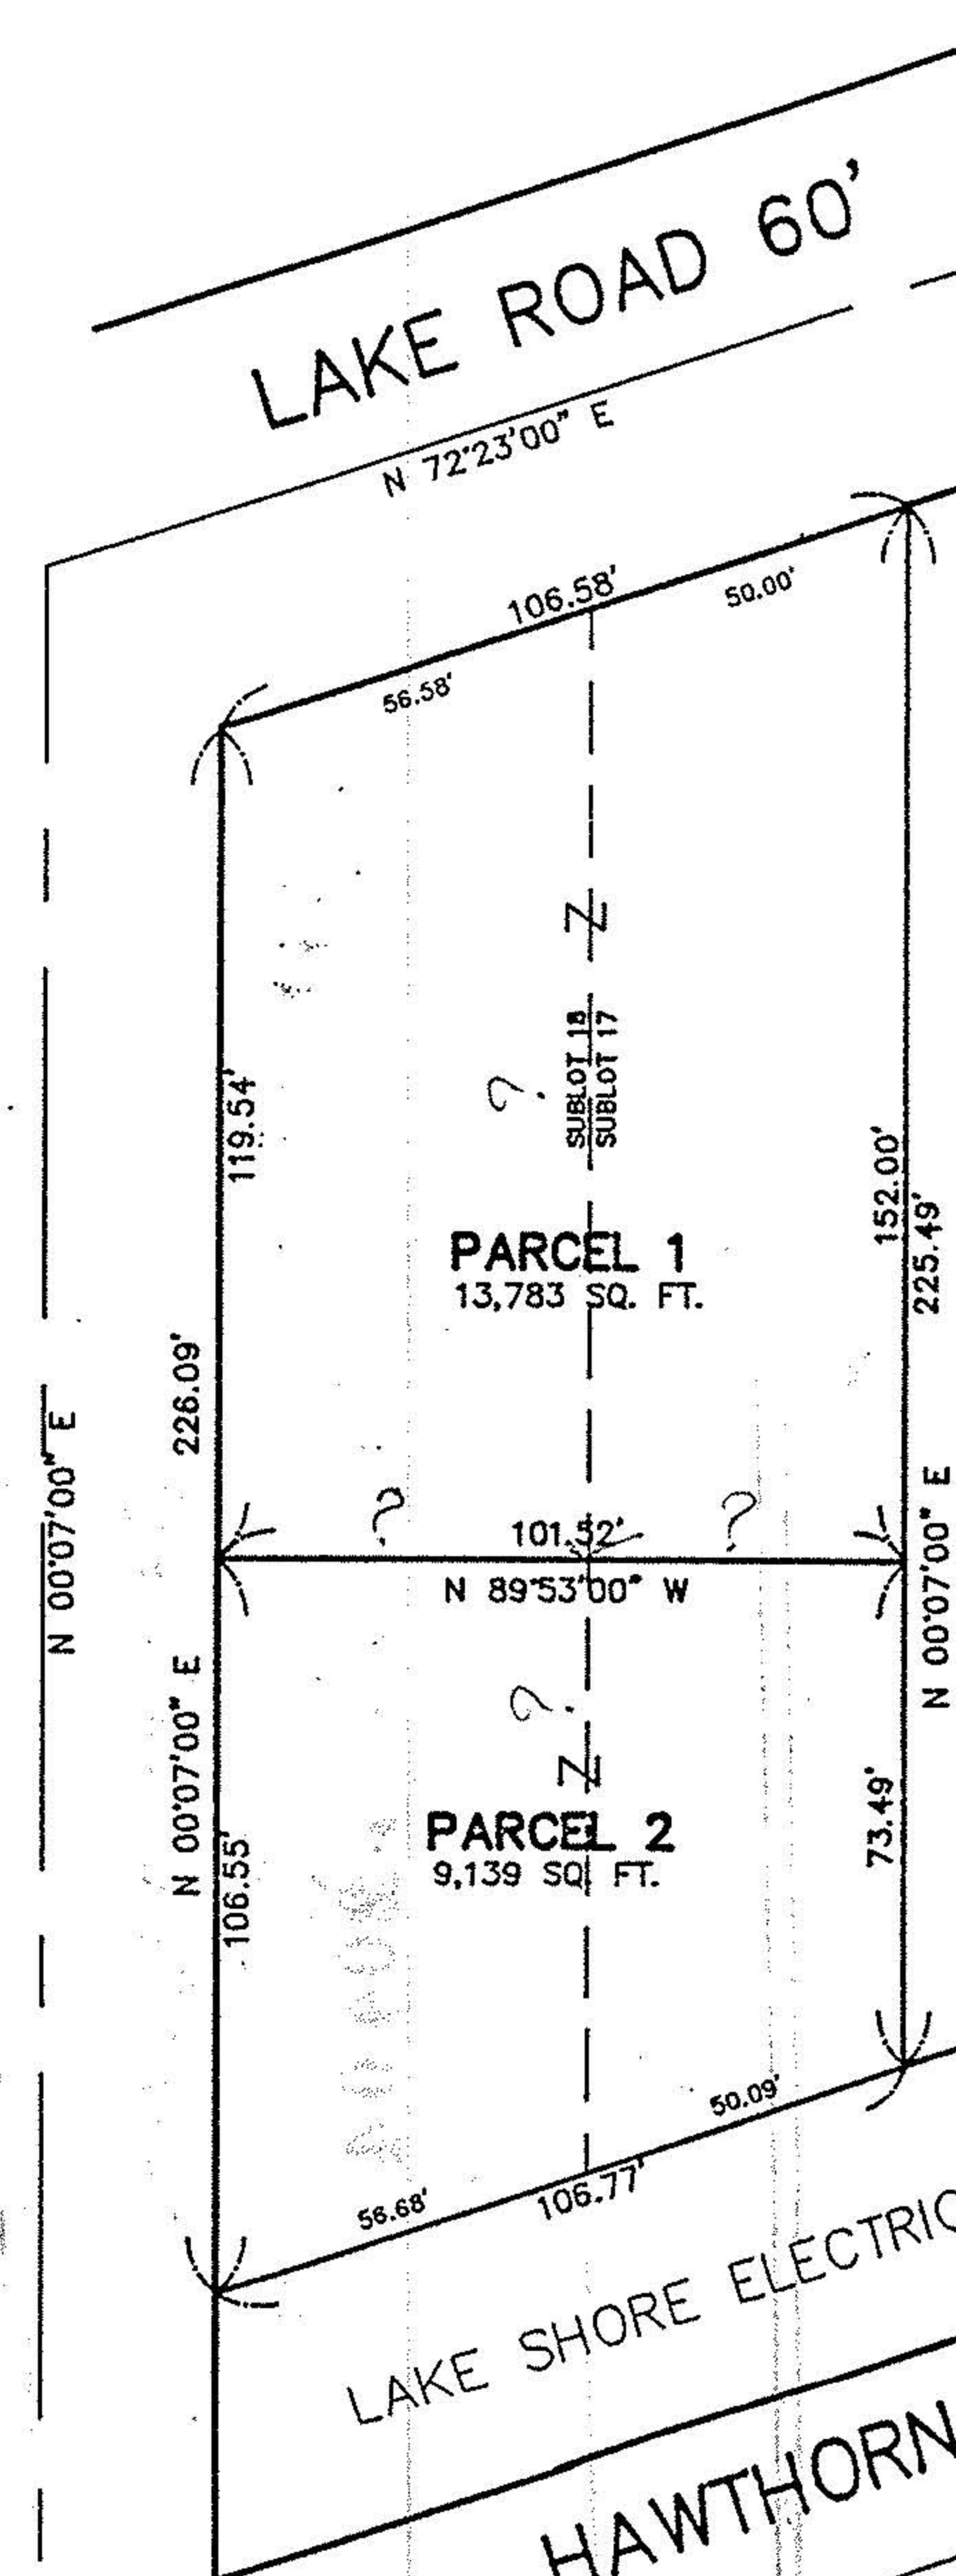 LAKE ROAD 60'
N 72°23'00" E
106.58'
50.00'
56.58'
119.54'
?
SUBLOT 18
SUBLOT 17
152.00'
225.49'
PARCEL 1
13,783 SQ. FT.
226.09'
N 00°07'00" E
?
101.52'
?
N 89°53'00" W
N 00°07'00" E
N 00°07'00" E
?
106.55'
PARCEL 2
9,139 SQ. FT.
73.49'
50.09'
56.68'
106.77'
LAKE SHORE ELECTRIC
HAWTHORN